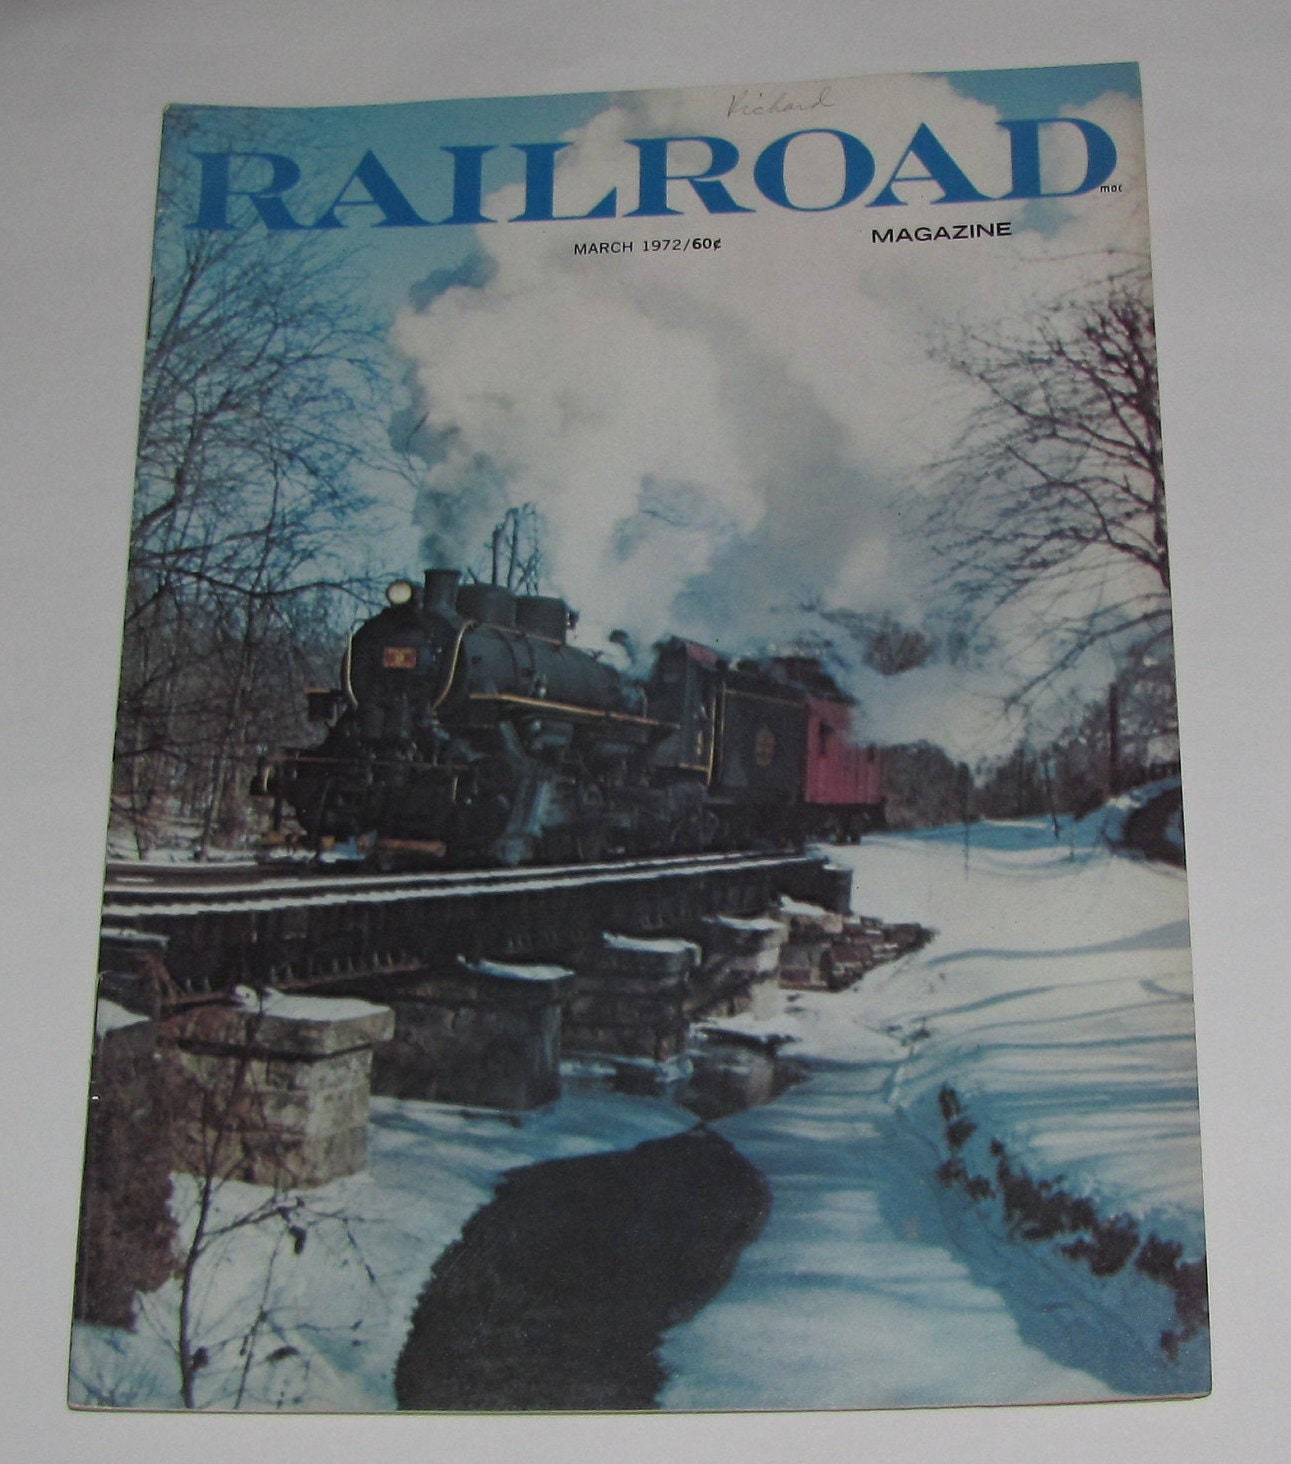 Richard
RAILROAD
MAGAZINE
MARCH 1972/60¢